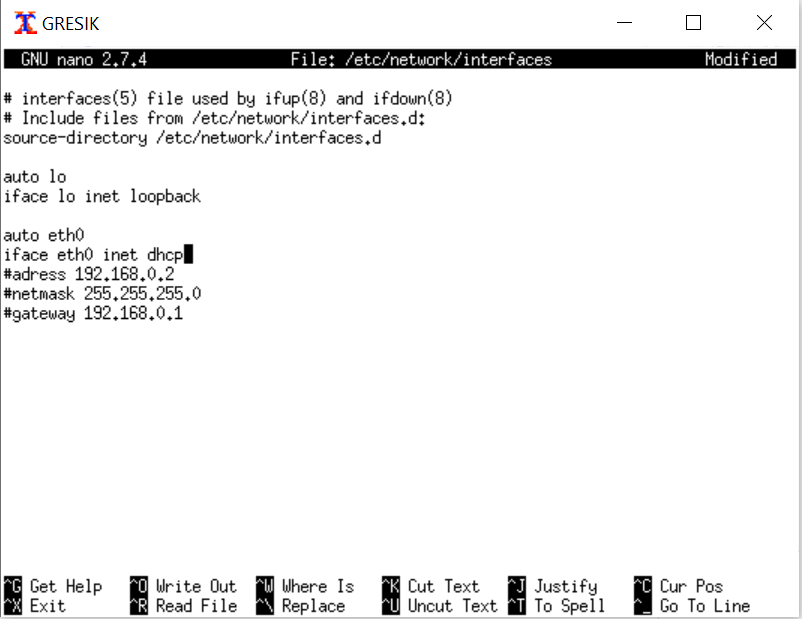 GRESIK
GNU nano 2.7.4 File: /etc/network/interfaces Modified
# interfaces(5) file used by ifup(8) and ifdown(8)
# Include files from /etc/network/interfaces.d:
source-directory /etc/network/interfaces.d
auto lo
iface lo inet loopback
auto eth0
iface eth0 inet dhcp
#adress 192.168.0.2
#netmask 255.255.255.0
#gateway 192.168.0.1
^G Get Help ^O Write Out ^W Where Is ^K Cut Text ^J Justify ^C Cur Pos
^X Exit ^R Read File ^\ Replace ^U Uncut Text ^T To Spell ^_ Go To Line